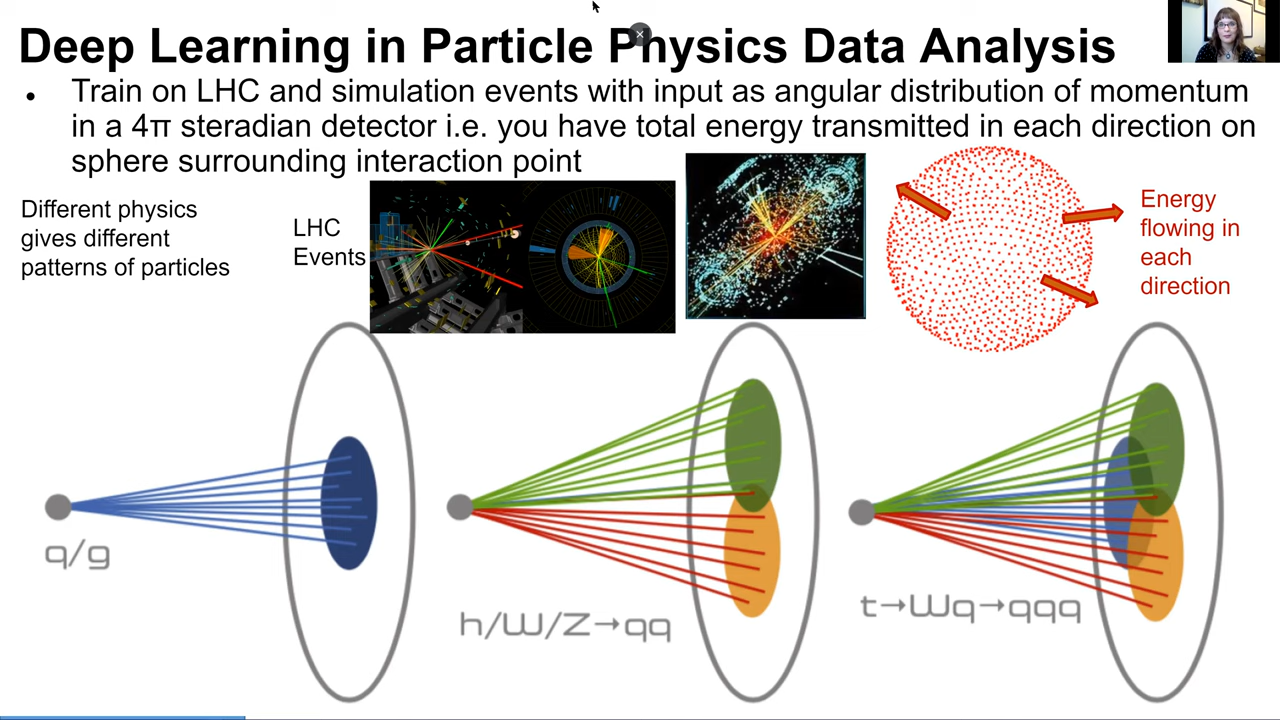 Deep Learning in Particle Physics Data Analysis
● Train on LHC and simulation events with input as angular distribution of momentum
in a 4π steradian detector i.e. you have total energy transmitted in each direction on
sphere surrounding interaction point
Different physics
gives different
patterns of particles
LHC
Events
Energy
flowing in
each
direction
q/g
h/W/Z→qq
t→Wq→qqq